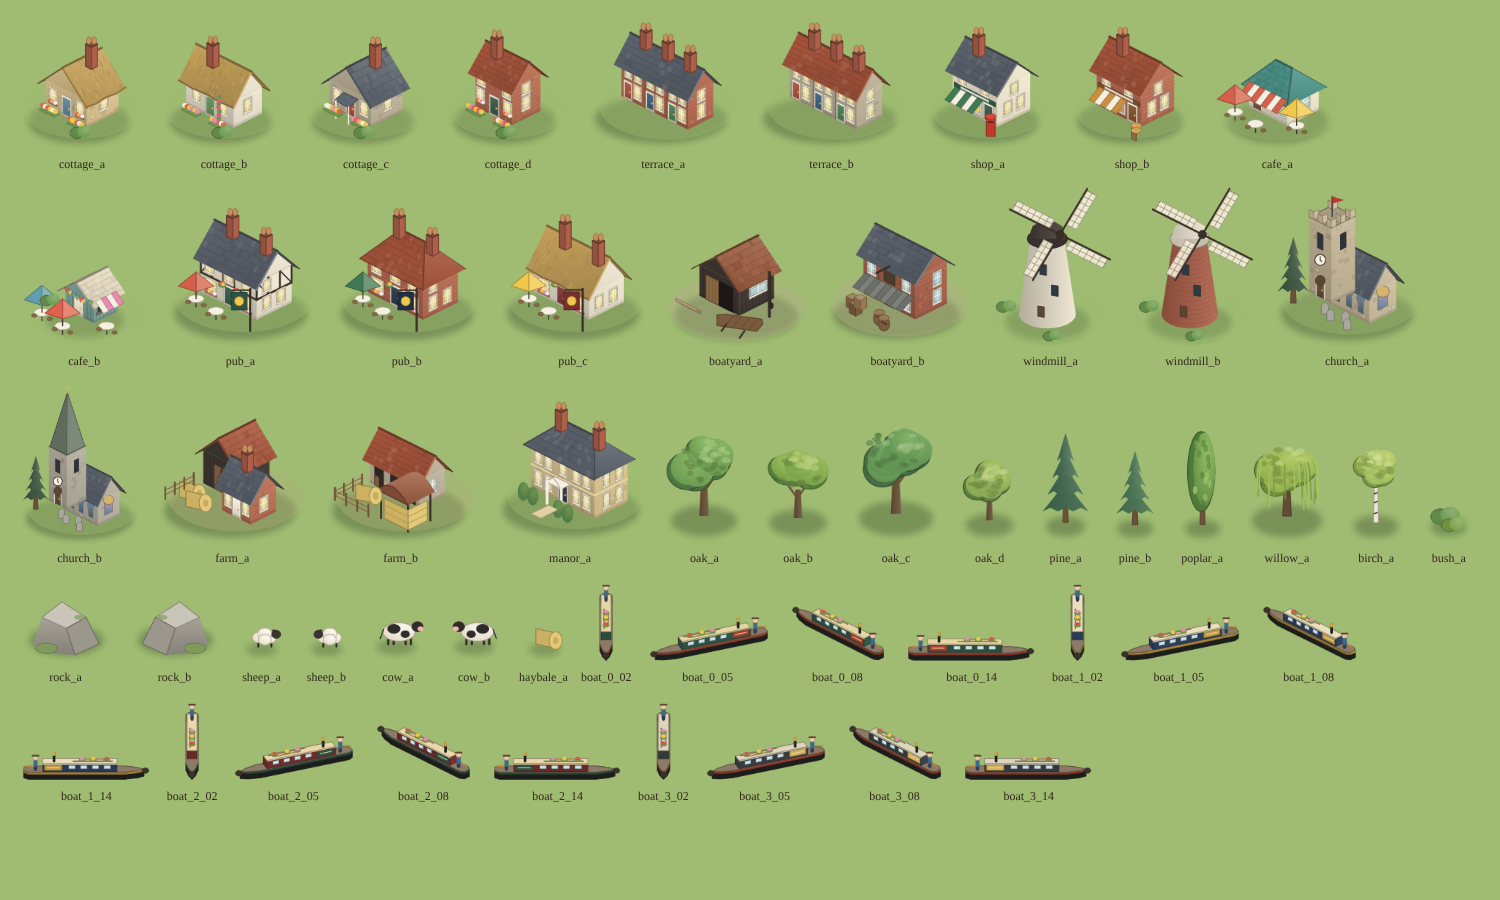 cottage_a cottage_b cottage_c cottage_d terrace_a terrace_b shop_a shop_b cafe_a
cafe_b pub_a pub_b pub_c boatyard_a boatyard_b windmill_a windmill_b church_a
church_b farm_a farm_b manor_a oak_a oak_b oak_c oak_d pine_a pine_b poplar_a willow_a birch_a bush_a
rock_a rock_b sheep_a sheep_b cow_a cow_b haybale_a boat_0_02 boat_0_05 boat_0_08 boat_0_14 boat_1_02 boat_1_05 boat_1_08
boat_1_14 boat_2_02 boat_2_05 boat_2_08 boat_2_14 boat_3_02 boat_3_05 boat_3_08 boat_3_14